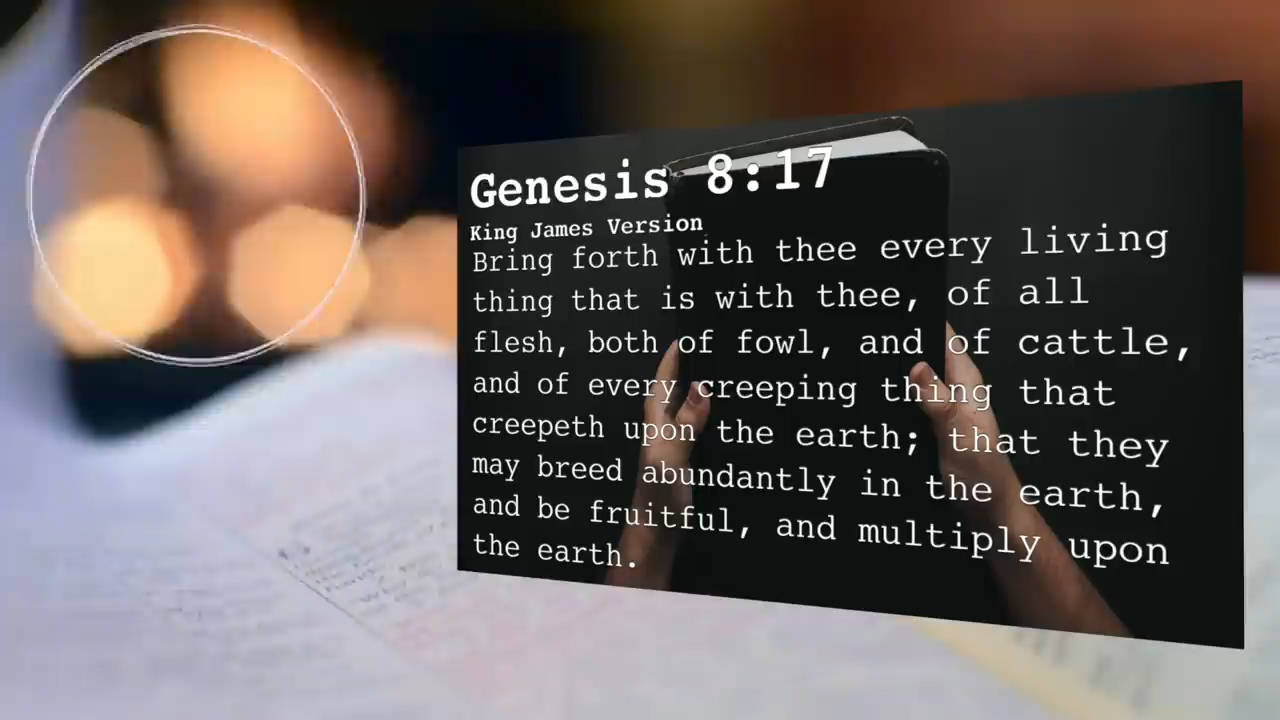 Genesis 8:17
King James Version
Bring forth with thee every living
thing that is with thee, of all
flesh, both of fowl, and of cattle,
and of every creeping thing that
creepeth upon the earth; that they
may breed abundantly in the earth,
and be fruitful, and multiply upon
the earth.